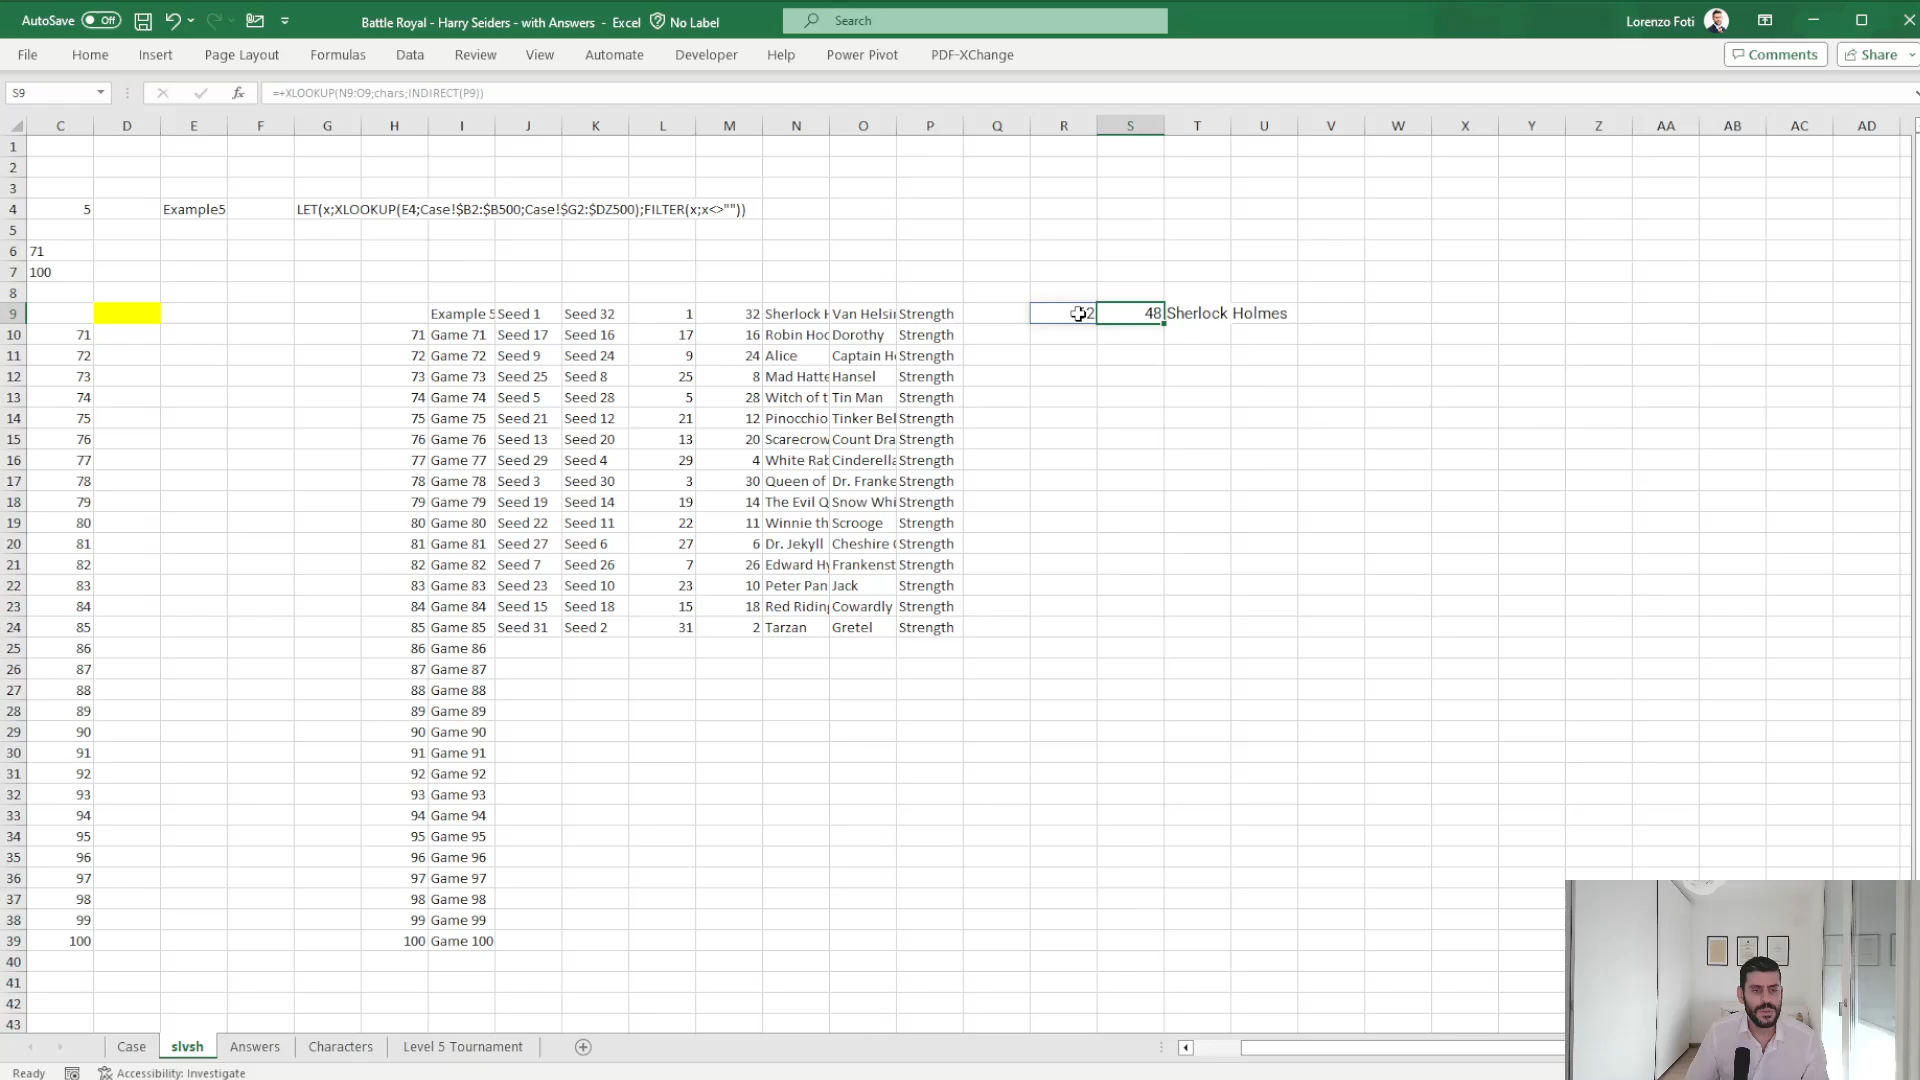 AutoSave Off Battle Royal - Harry Seiders - with Answers - Excel No Label Search Lorenzo Foti
File Home Insert Page Layout Formulas Data Review View Automate Developer Help Power Pivot PDF-XChange Comments Share
S9 fx =+XLOOKUP(N9:O9;chars;INDIRECT(P9))
C D E F G H I J K L M N O P Q R S T U V W X Y Z AA AB AC AD
1
2
3
4 5 Example5 LET(x;XLOOKUP(E4;Case!$B2:$B500;Case!$G2:$DZ500);FILTER(x;x<>""))
5
6 71
7 100
8
9 Example 5 Seed 1 Seed 32 1 32 Sherlock H Van Helsi Strength 48 Sherlock Holmes
10 71 71 Game 71 Seed 17 Seed 16 17 16 Robin Hoo Dorothy Strength
11 72 72 Game 72 Seed 9 Seed 24 9 24 Alice Captain H Strength
12 73 73 Game 73 Seed 25 Seed 8 25 8 Mad Hatte Hansel Strength
13 74 74 Game 74 Seed 5 Seed 28 5 28 Witch of t Tin Man Strength
14 75 75 Game 75 Seed 21 Seed 12 21 12 Pinocchio Tinker Bel Strength
15 76 76 Game 76 Seed 13 Seed 20 13 20 Scarecrow Count Dra Strength
16 77 77 Game 77 Seed 29 Seed 4 29 4 White Rab Cinderella Strength
17 78 78 Game 78 Seed 3 Seed 30 3 30 Queen of Dr. Franke Strength
18 79 79 Game 79 Seed 19 Seed 14 19 14 The Evil Q Snow Whi Strength
19 80 80 Game 80 Seed 22 Seed 11 22 11 Winnie th Scrooge Strength
20 81 81 Game 81 Seed 27 Seed 6 27 6 Dr. Jekyll Cheshire Strength
21 82 82 Game 82 Seed 7 Seed 26 7 26 Edward Hy Frankenst Strength
22 83 83 Game 83 Seed 23 Seed 10 23 10 Peter Pan Jack Strength
23 84 84 Game 84 Seed 15 Seed 18 15 18 Red Riding Cowardly Strength
24 85 85 Game 85 Seed 31 Seed 2 31 2 Tarzan Gretel Strength
25 86 86 Game 86
26 87 87 Game 87
27 88 88 Game 88
28 89 89 Game 89
29 90 90 Game 90
30 91 91 Game 91
31 92 92 Game 92
32 93 93 Game 93
33 94 94 Game 94
34 95 95 Game 95
35 96 96 Game 96
36 97 97 Game 97
37 98 98 Game 98
38 99 99 Game 99
39 100 100 Game 100
40
41
42
43
Case slvsh Answers Characters Level 5 Tournament
Ready Accessibility: Investigate